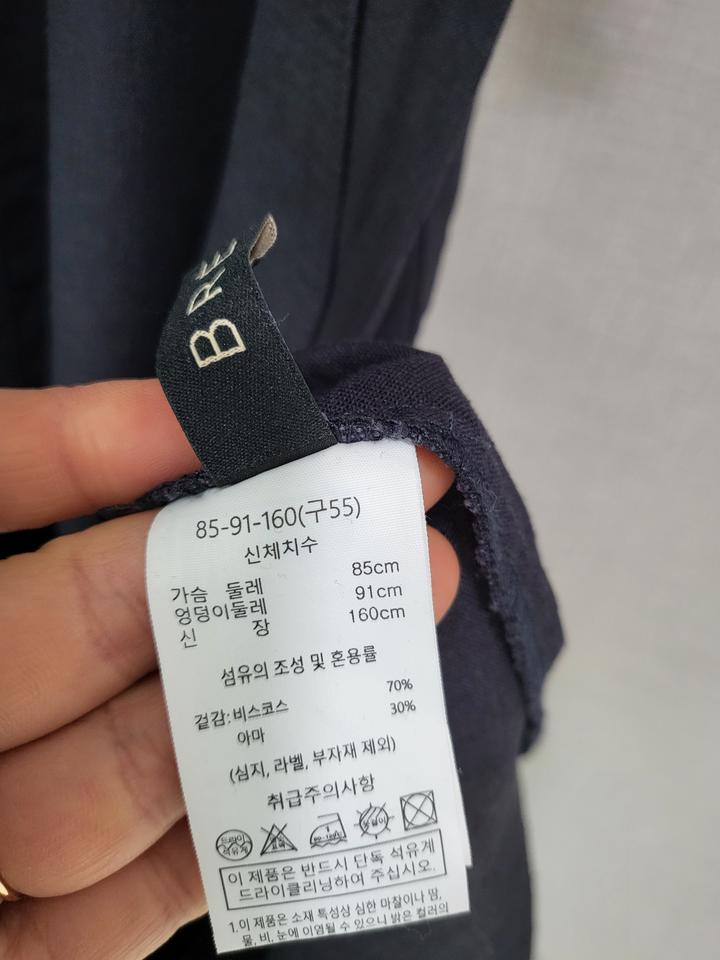 BRE
85-91-160(구55)
신체치수
가슴 둘레 85cm
엉덩이둘레 91cm
신 장 160cm
섬유의 조성 및 혼용률
겉감:비스코스 70%
아마 30%
(심지, 라벨, 부자재 제외)
취급주의사항
드라이
석유계
이 제품은 반드시 단독 석유계
드라이클리닝하여 주십시오.
1.이 제품은 소재 특성상 심한 마찰이나 땀,
물, 비, 눈에 이염될 수 있으니 밝은 컬러의